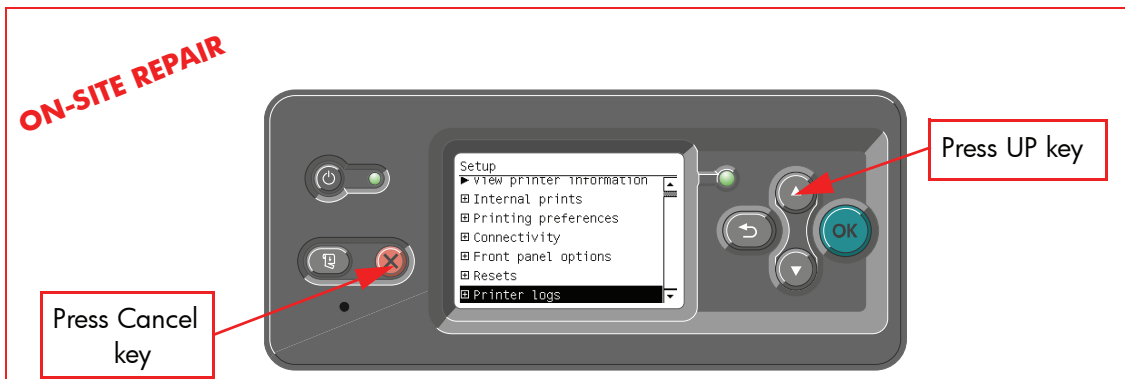 ON-SITE REPAIR
Press UP key
Setup
View printer information
Internal prints
Printing preferences
Connectivity
Front panel options
Resets
Printer logs
OK
Press Cancel
key